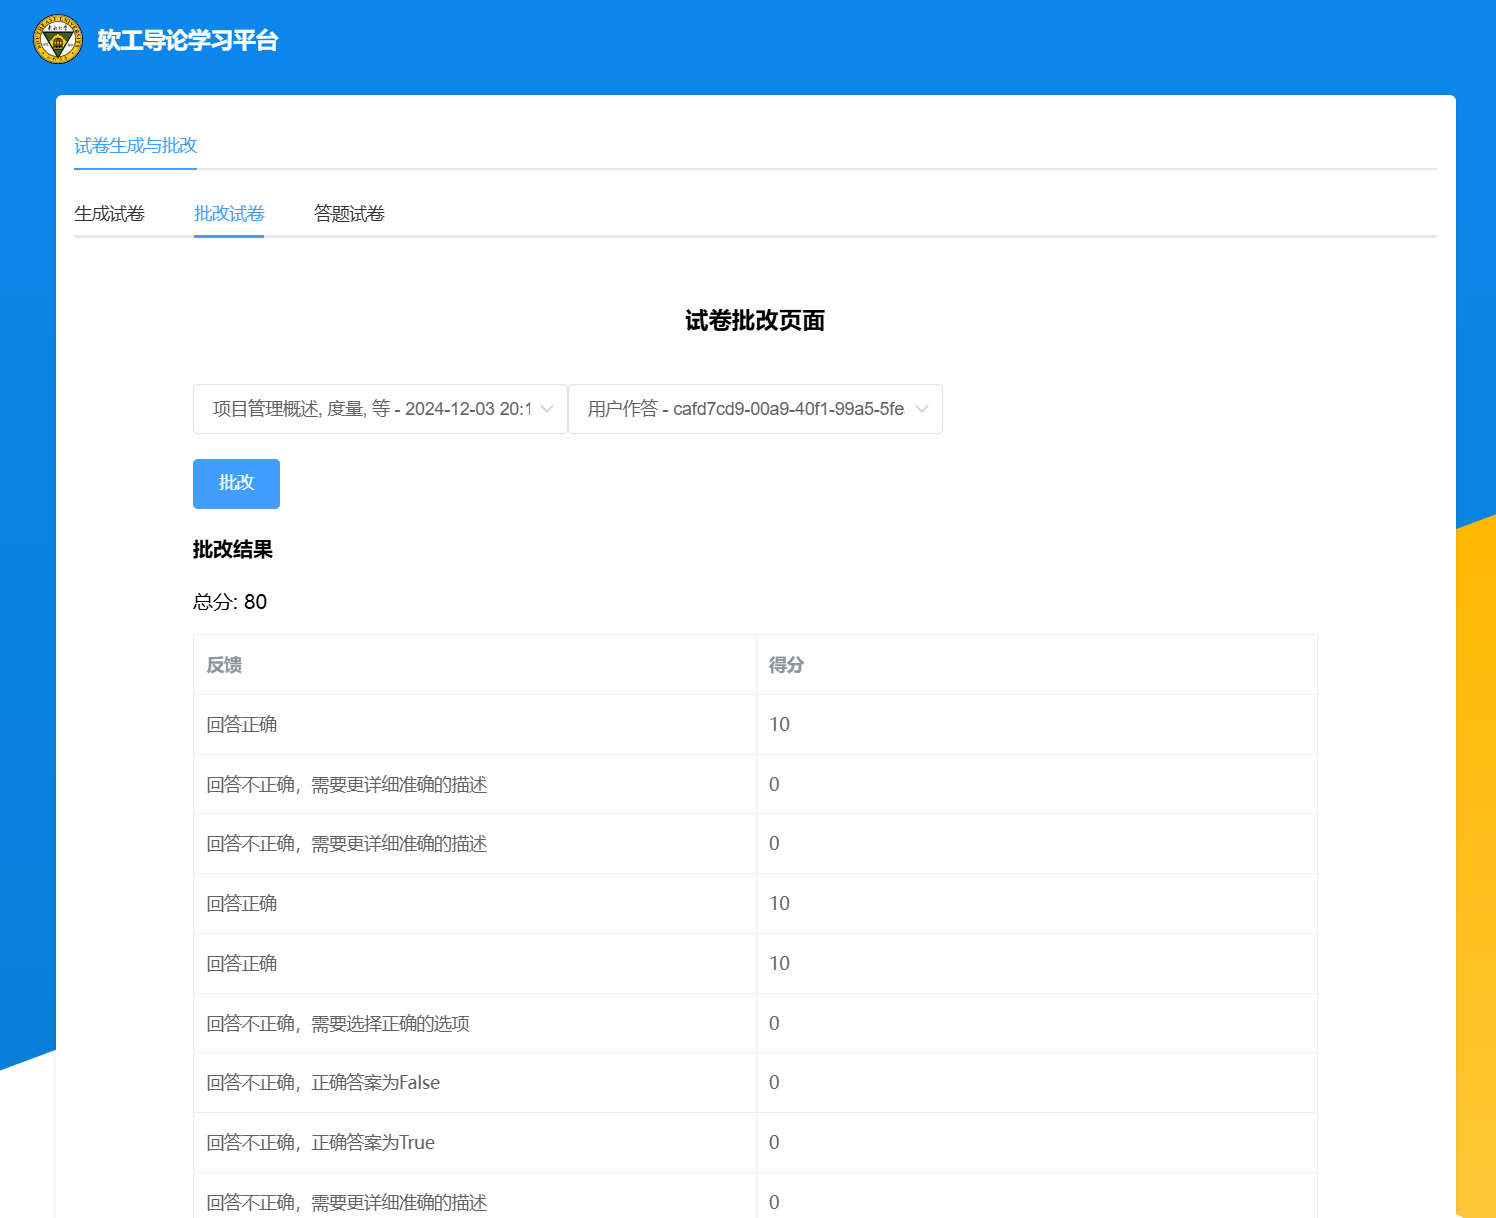 软工导论学习平台
试卷生成与批改
生成试卷 批改试卷 答题试卷
试卷批改页面
项目管理概述, 度量, 等 - 2024-12-03 20:1 用户作答 - cafd7cd9-00a9-40f1-99a5-5fe
批改
批改结果
总分: 80
反馈 得分
回答正确 10
回答不正确，需要更详细准确的描述 0
回答不正确，需要更详细准确的描述 0
回答正确 10
回答正确 10
回答不正确，需要选择正确的选项 0
回答不正确，正确答案为False 0
回答不正确，正确答案为True 0
回答不正确，需要更详细准确的描述 0